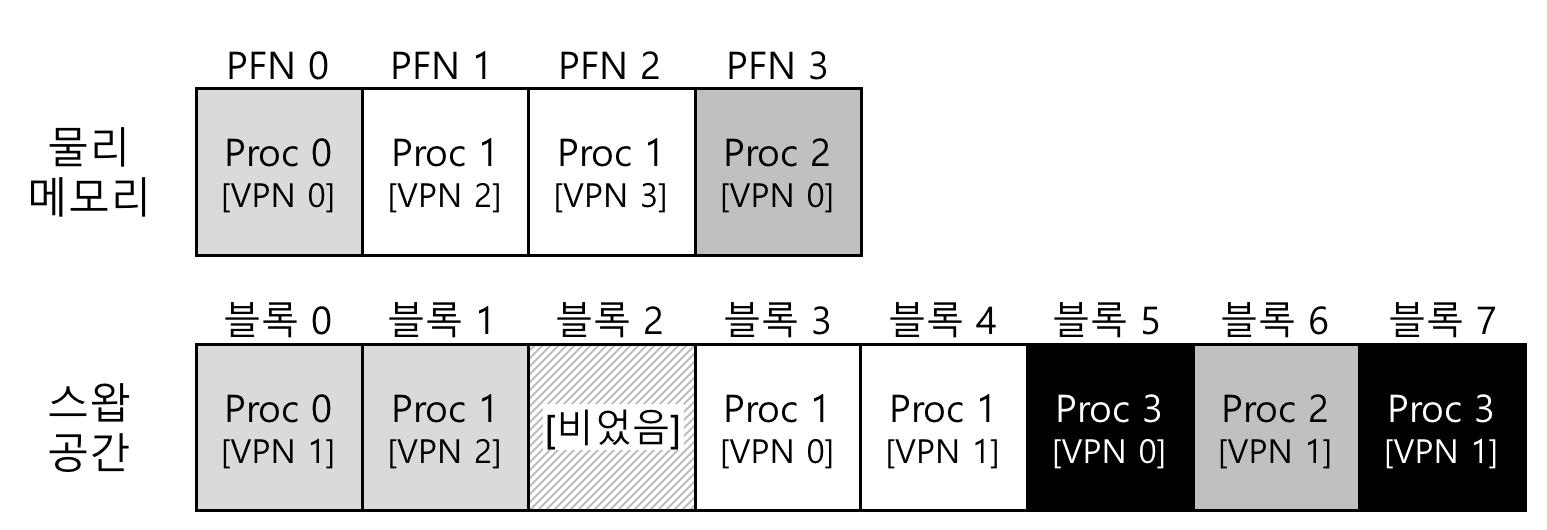 PFN 0 PFN 1 PFN 2 PFN 3
물리
메모리
Proc 0
[VPN 0]
Proc 1
[VPN 2]
Proc 1
[VPN 3]
Proc 2
[VPN 0]
블록 0 블록 1 블록 2 블록 3 블록 4 블록 5 블록 6 블록 7
스왑
공간
Proc 0
[VPN 1]
Proc 1
[VPN 2]
[비었음]
Proc 1
[VPN 0]
Proc 1
[VPN 1]
Proc 3
[VPN 0]
Proc 2
[VPN 1]
Proc 3
[VPN 1]